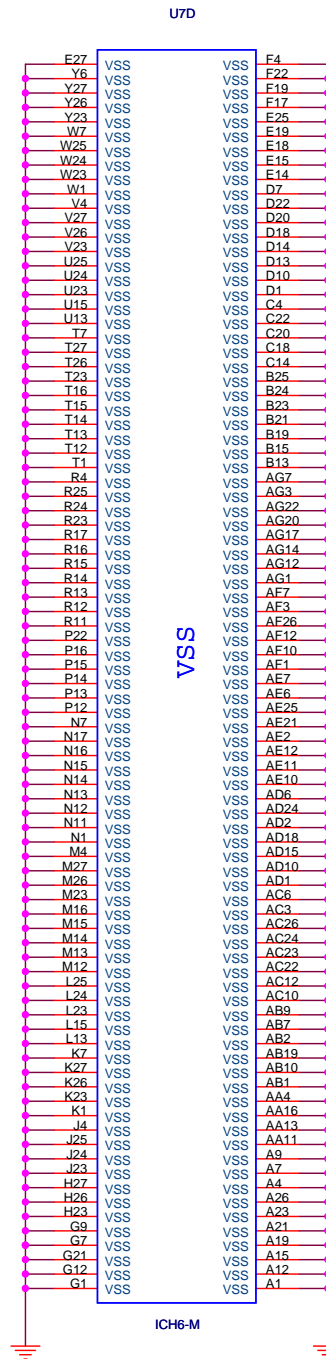 U7D
E27 VSS VSS F4
Y6 VSS VSS F22
Y27 VSS VSS F19
Y26 VSS VSS F17
Y23 VSS VSS E25
W7 VSS VSS E19
W25 VSS VSS E18
W24 VSS VSS E15
W23 VSS VSS E14
W1 VSS VSS D7
V4 VSS VSS D22
V27 VSS VSS D20
V26 VSS VSS D18
V23 VSS VSS D14
U25 VSS VSS D13
U24 VSS VSS D10
U23 VSS VSS D1
U15 VSS VSS C4
U13 VSS VSS C22
T7 VSS VSS C20
T27 VSS VSS C18
T26 VSS VSS C14
T23 VSS VSS B25
T16 VSS VSS B24
T15 VSS VSS B23
T14 VSS VSS B21
T13 VSS VSS B19
T12 VSS VSS B15
T1 VSS VSS B13
R4 VSS VSS AG7
R25 VSS VSS AG3
R24 VSS VSS AG22
R23 VSS VSS AG20
R17 VSS VSS AG17
R16 VSS VSS AG14
R15 VSS VSS AG12
R14 VSS VSS AG1
R13 VSS VSS AF7
R12 VSS VSS AF3
R11 VSS VSS AF26
P22 VSS VSS AF12
P16 VSS VSS AF10
VSS
P15 VSS VSS AF1
P14 VSS VSS AE7
P13 VSS VSS AE6
P12 VSS VSS AE25
N7 VSS VSS AE21
N17 VSS VSS AE2
N16 VSS VSS AE12
N15 VSS VSS AE11
N14 VSS VSS AE10
N13 VSS VSS AD6
N12 VSS VSS AD24
N11 VSS VSS AD2
N1 VSS VSS AD18
M4 VSS VSS AD15
M27 VSS VSS AD10
M26 VSS VSS AD1
M23 VSS VSS AC6
M16 VSS VSS AC3
M15 VSS VSS AC26
M14 VSS VSS AC24
M13 VSS VSS AC23
M12 VSS VSS AC22
L25 VSS VSS AC12
L24 VSS VSS AC10
L23 VSS VSS AB9
L15 VSS VSS AB7
L13 VSS VSS AB2
K7 VSS VSS AB19
K27 VSS VSS AB10
K26 VSS VSS AB1
K23 VSS VSS AA4
K1 VSS VSS AA16
J4 VSS VSS AA13
J25 VSS VSS AA11
J24 VSS VSS A9
J23 VSS VSS A7
H27 VSS VSS A4
H26 VSS VSS A26
H23 VSS VSS A23
G9 VSS VSS A21
G7 VSS VSS A19
G21 VSS VSS A15
G12 VSS VSS A12
G1 VSS VSS A1
ICH6-M